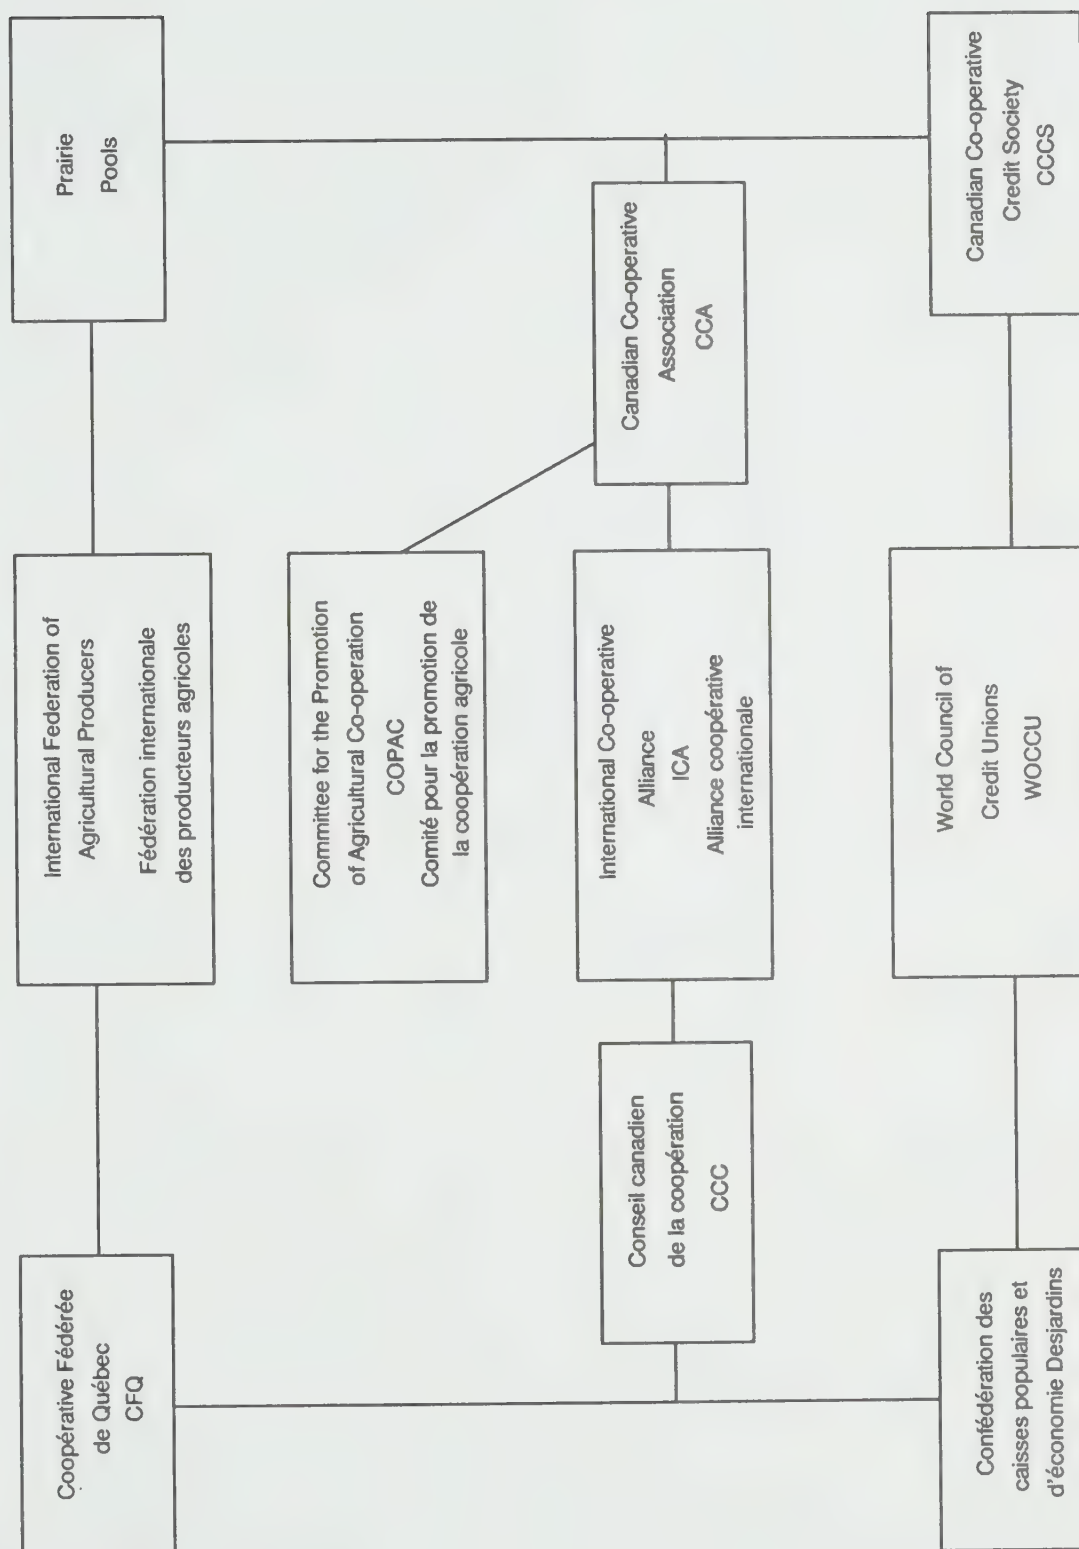 Coopérative Fédérée
de Québec
CFQ
International Federation of
Agricultural Producers
Fédération internationale
des producteurs agricoles
Prairie
Pools
Committee for the Promotion
of Agricultural Co-operation
COPAC
Comité pour la promotion de
la coopération agricole
Conseil canadien
de la coopération
CCC
International Co-operative
Alliance
ICA
Alliance coopérative
internationale
Canadian Co-operative
Association
CCA
Confédération des
caisses populaires et
d'économie Desjardins
World Council of
Credit Unions
WOCCU
Canadian Co-operative
Credit Society
CCCS